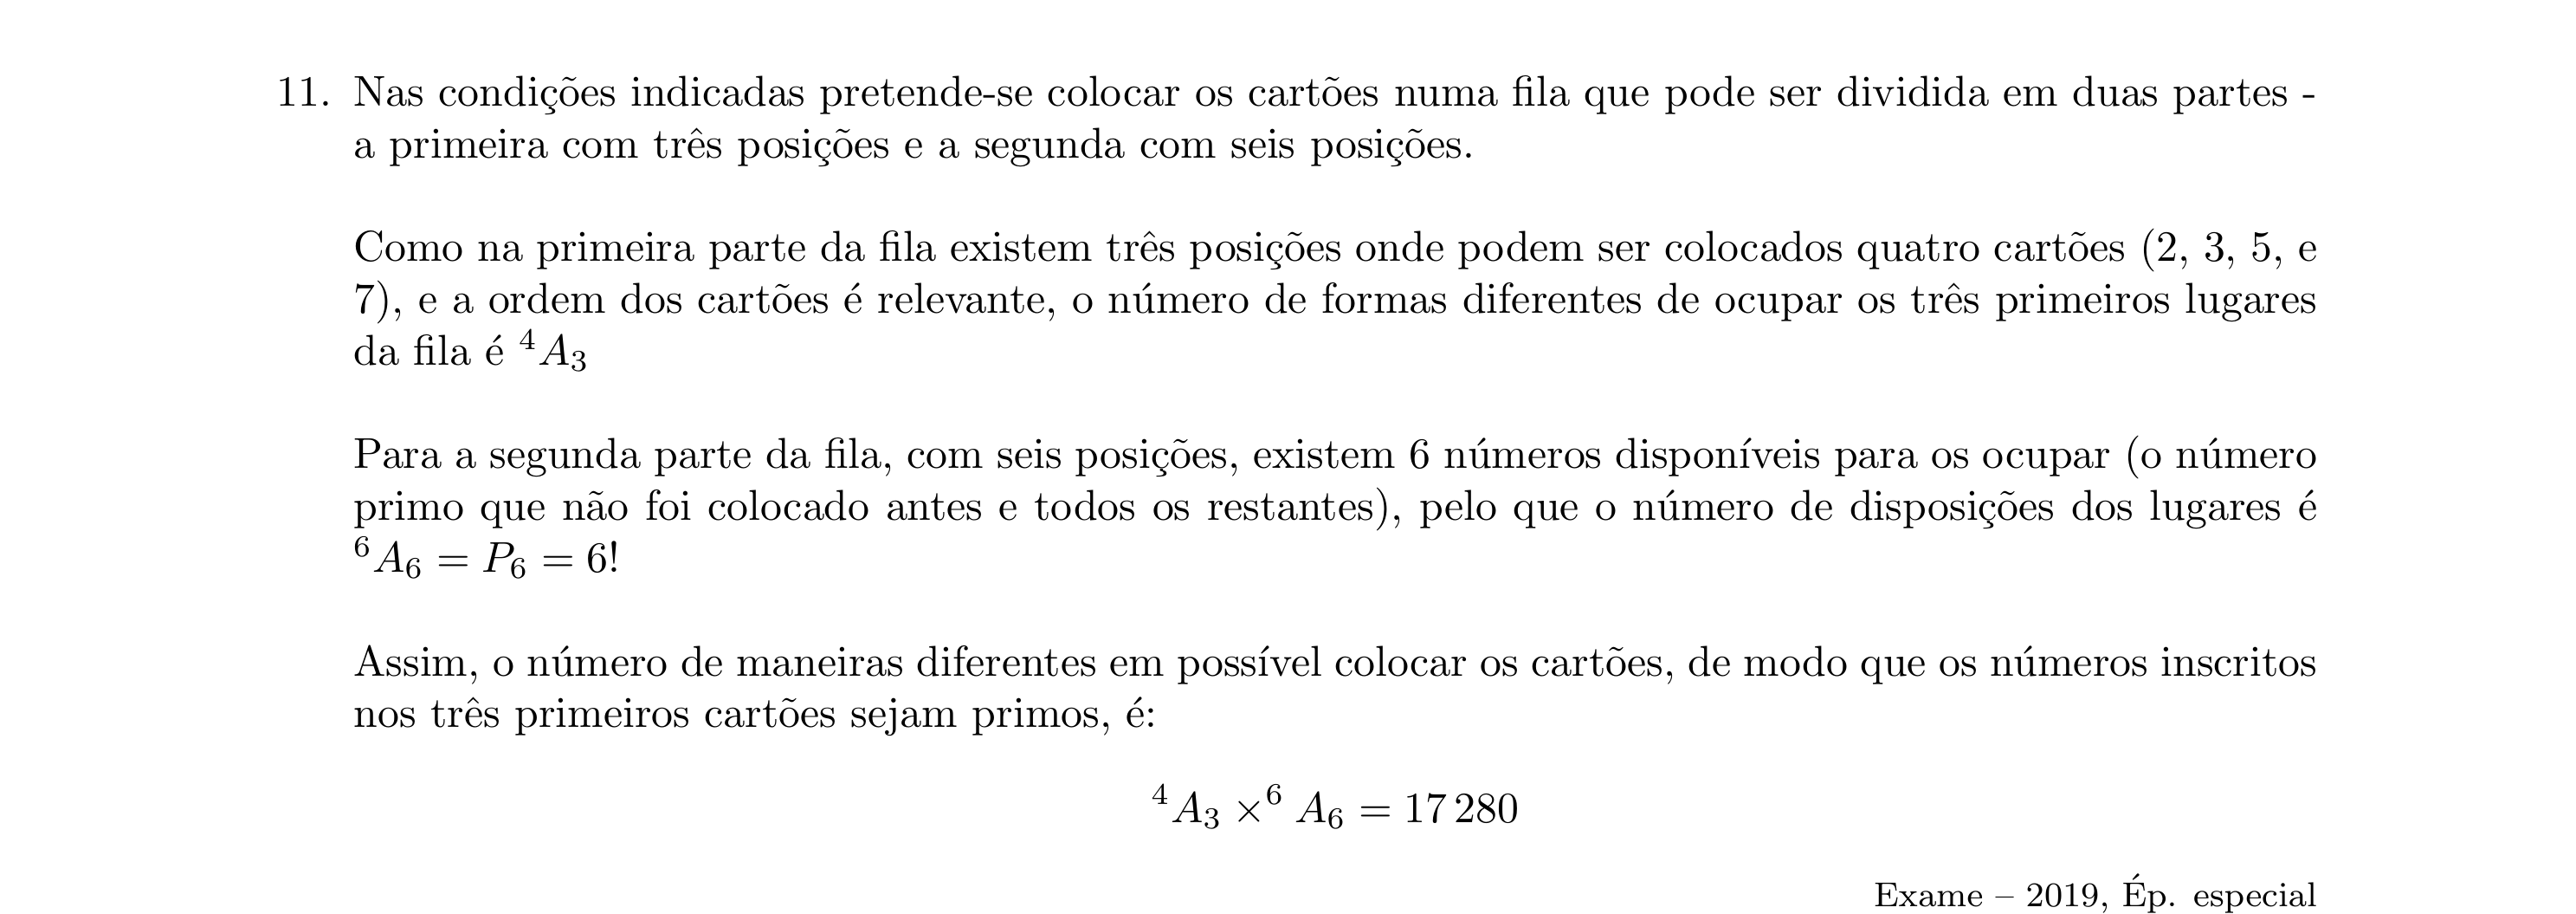 11. Nas condições indicadas pretende-se colocar os cartões numa fila que pode ser dividida em duas partes -
a primeira com três posições e a segunda com seis posições.
Como na primeira parte da fila existem três posições onde podem ser colocados quatro cartões (2, 3, 5, e
7), e a ordem dos cartões é relevante, o número de formas diferentes de ocupar os três primeiros lugares
da fila é ⁴A₃
Para a segunda parte da fila, com seis posições, existem 6 números disponíveis para os ocupar (o número
primo que não foi colocado antes e todos os restantes), pelo que o número de disposições dos lugares é
⁶A₆ = P₆ = 6!
Assim, o número de maneiras diferentes em possível colocar os cartões, de modo que os números inscritos
nos três primeiros cartões sejam primos, é:
⁴A₃ ×⁶ A₆ = 17 280
Exame – 2019, Ép. especial